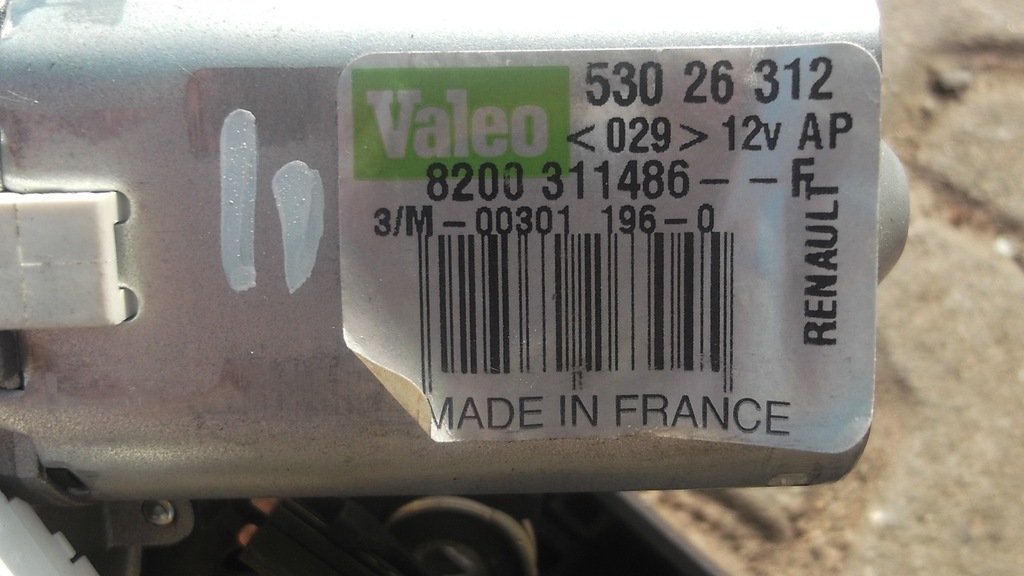 Valeo
530 26 312
<029> 12v AP
8200 311486--F
3/M-00301 196-0
RENAULT
MADE IN FRANCE